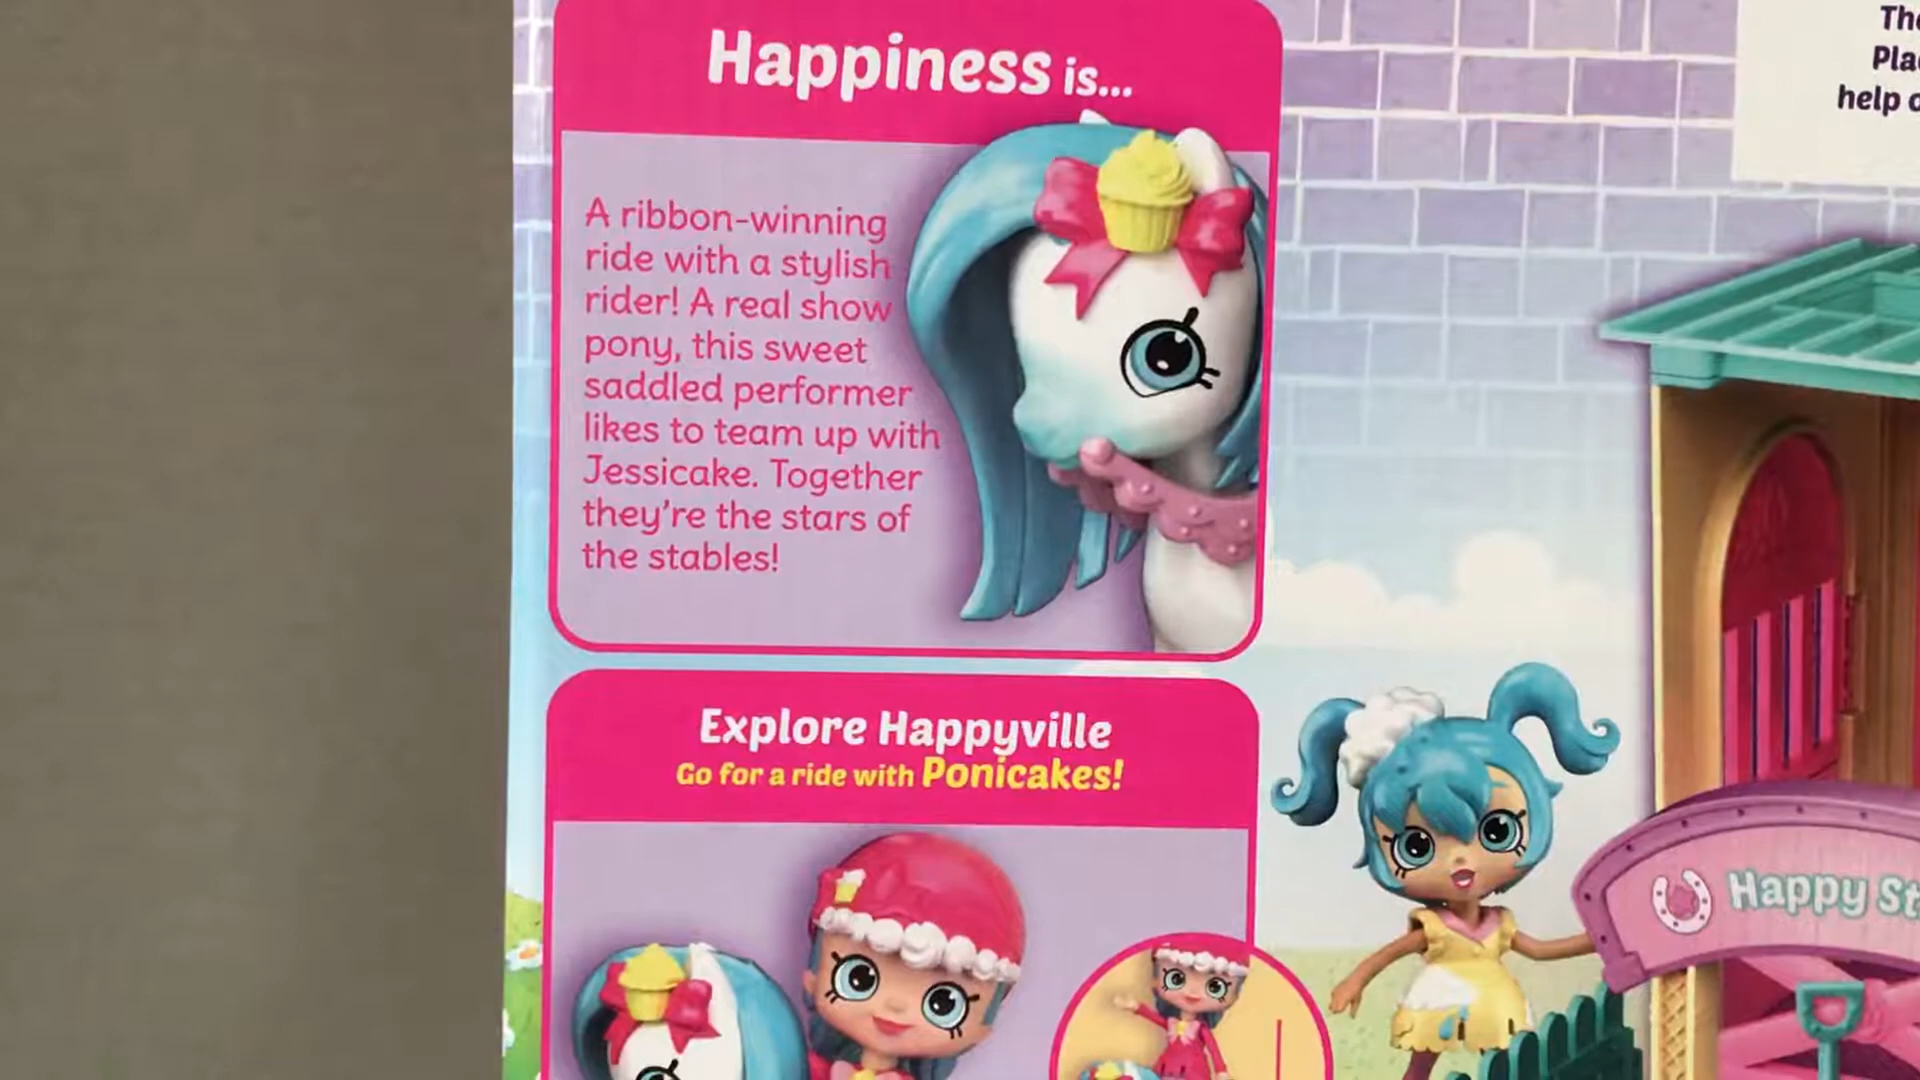 Happiness is...
A ribbon-winning
ride with a stylish
rider! A real show
pony, this sweet
saddled performer
likes to team up with
Jessicake. Together
they're the stars of
the stables!
Explore Happyville
Go for a ride with Ponicakes!
help
Happy